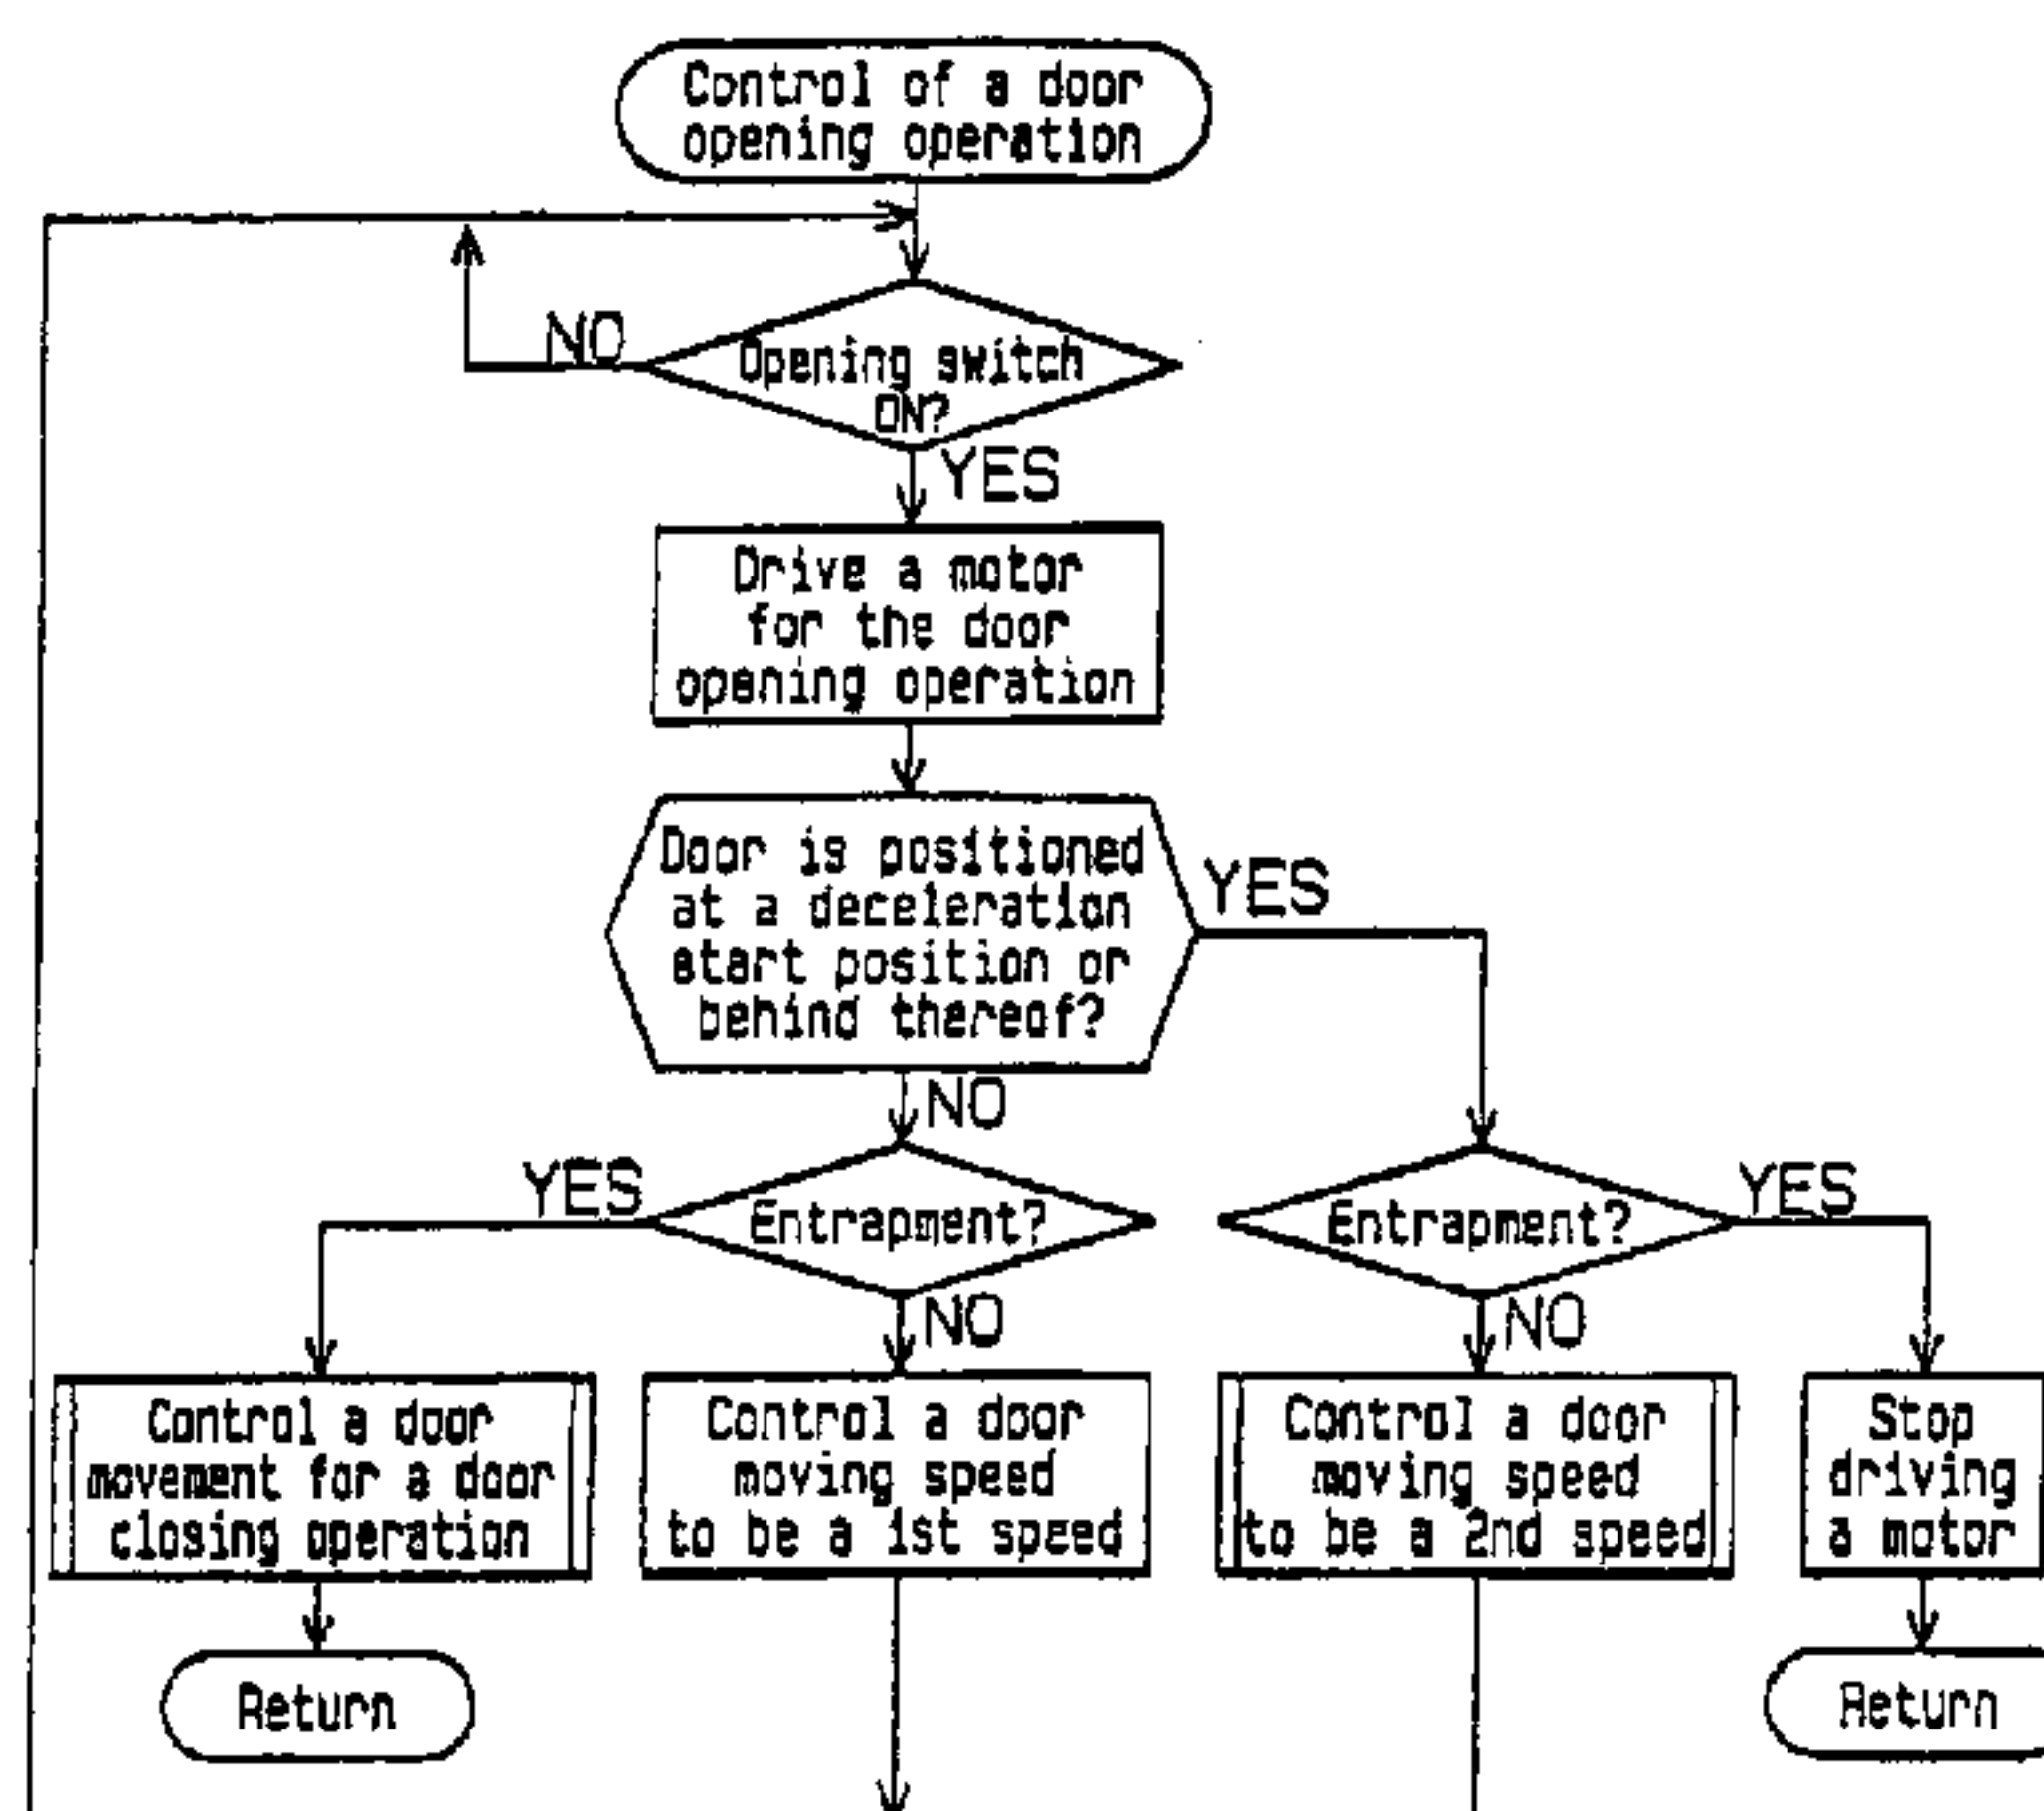 Control of a door
opening operation
NO
Opening switch
ON?
YES
Drive a motor
for the door
opening operation
Door is positioned
at a deceleration
start position or
behind thereof?
YES
NO
YES
Entrapment?
Entrapment?
YES
NO
NO
Control a door
movement for a door
closing operation
Control a door
moving speed
to be a 1st speed
Control a door
moving speed
to be a 2nd speed
Stop
driving
a motor
Return
Return